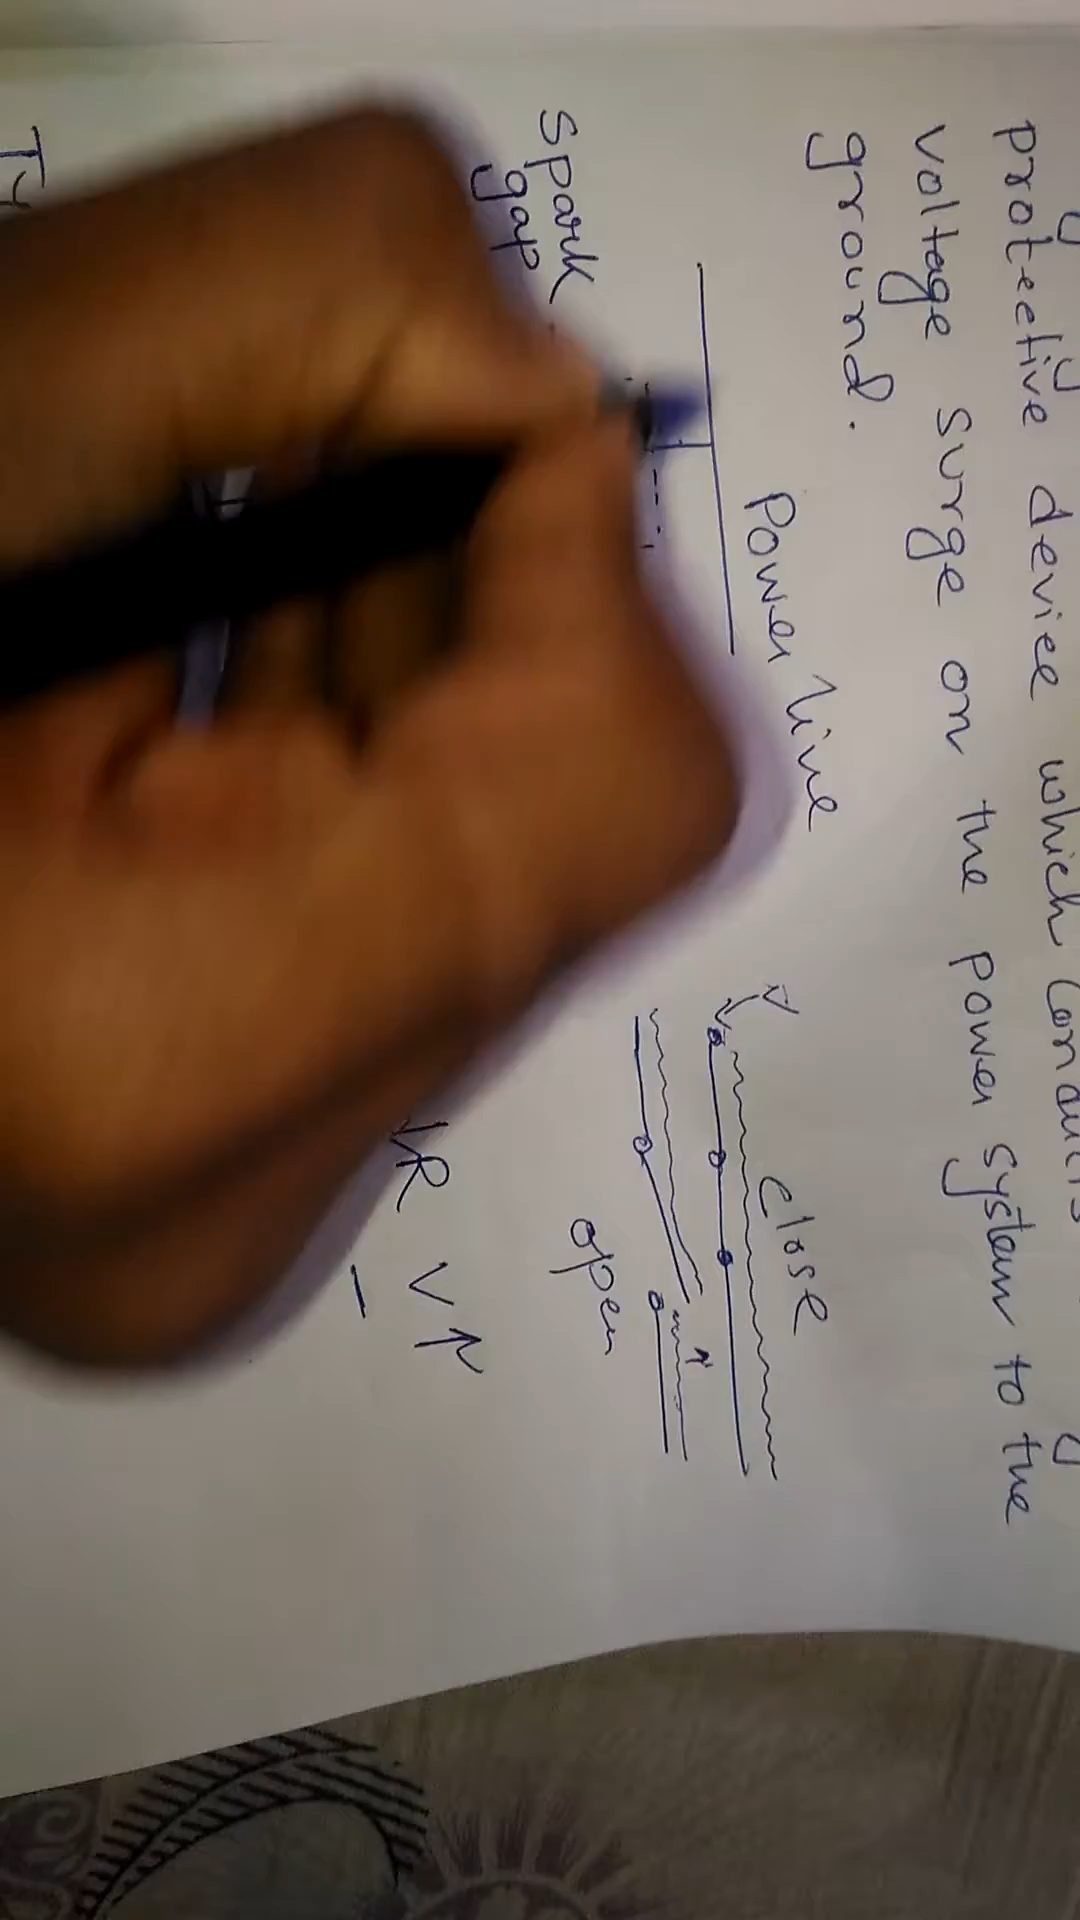 protective device which conducts
voltage surge on the power system to the
ground.
Power line
close
open
spark
gap
R V↑